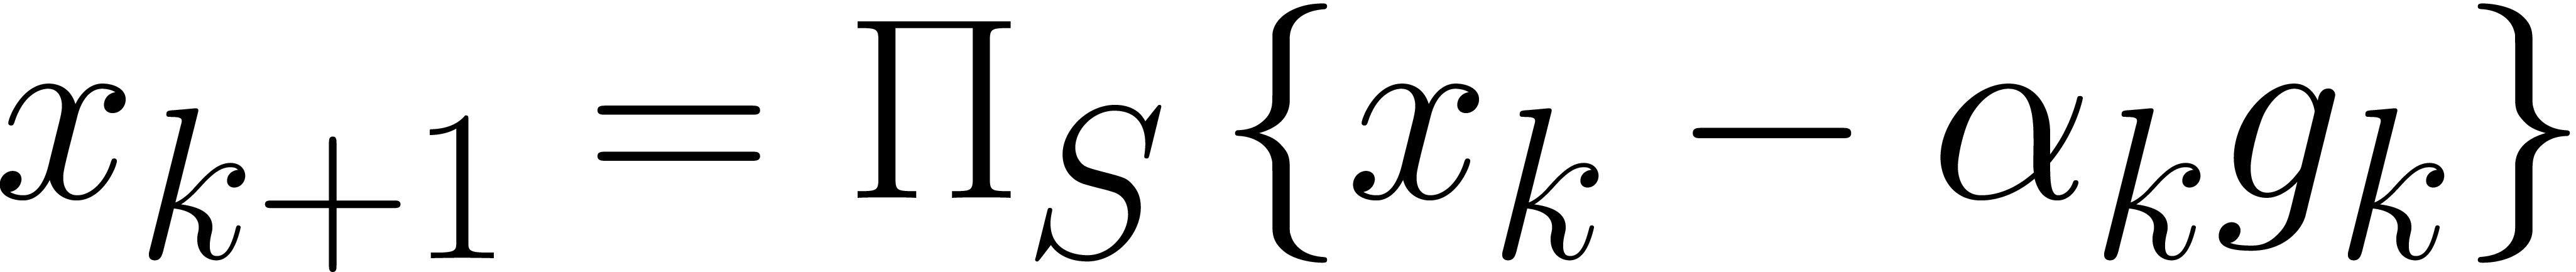 x_{k+1} = Π_S {x_k − α_k g_k}